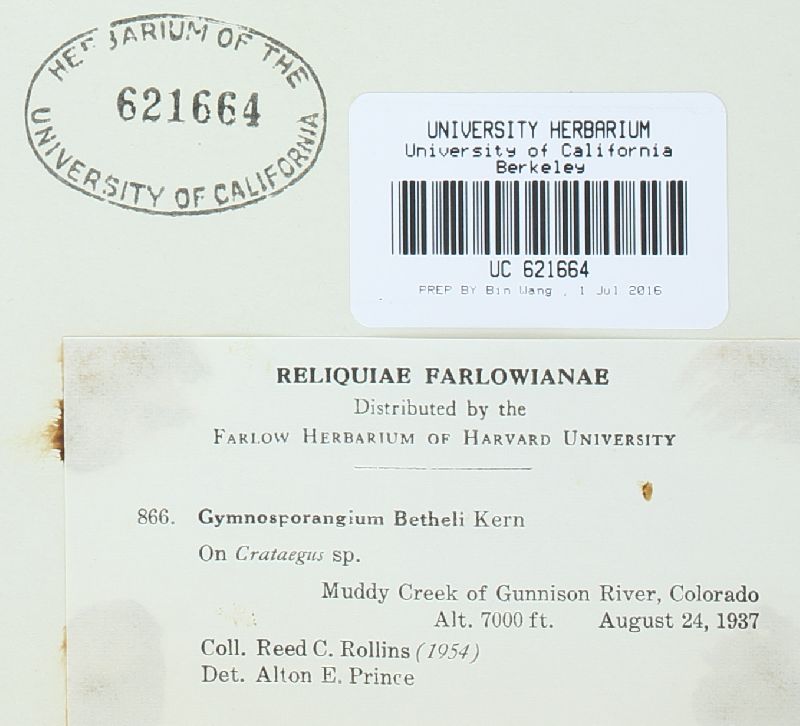 HERBARIUM OF THE
621664
UNIVERSITY OF CALIFORNIA
UNIVERSITY HERBARIUM
University of California
Berkeley
UC 621664
PREP BY Bin Wang , 1 Jul 2016
RELIQUIAE FARLOWIANAE
Distributed by the
FARLOW HERBARIUM OF HARVARD UNIVERSITY
866. Gymnosporangium Betheli Kern
On Crataegus sp.
Muddy Creek of Gunnison River, Colorado
Alt. 7000 ft. August 24, 1937
Coll. Reed C. Rollins (1954)
Det. Alton E. Prince